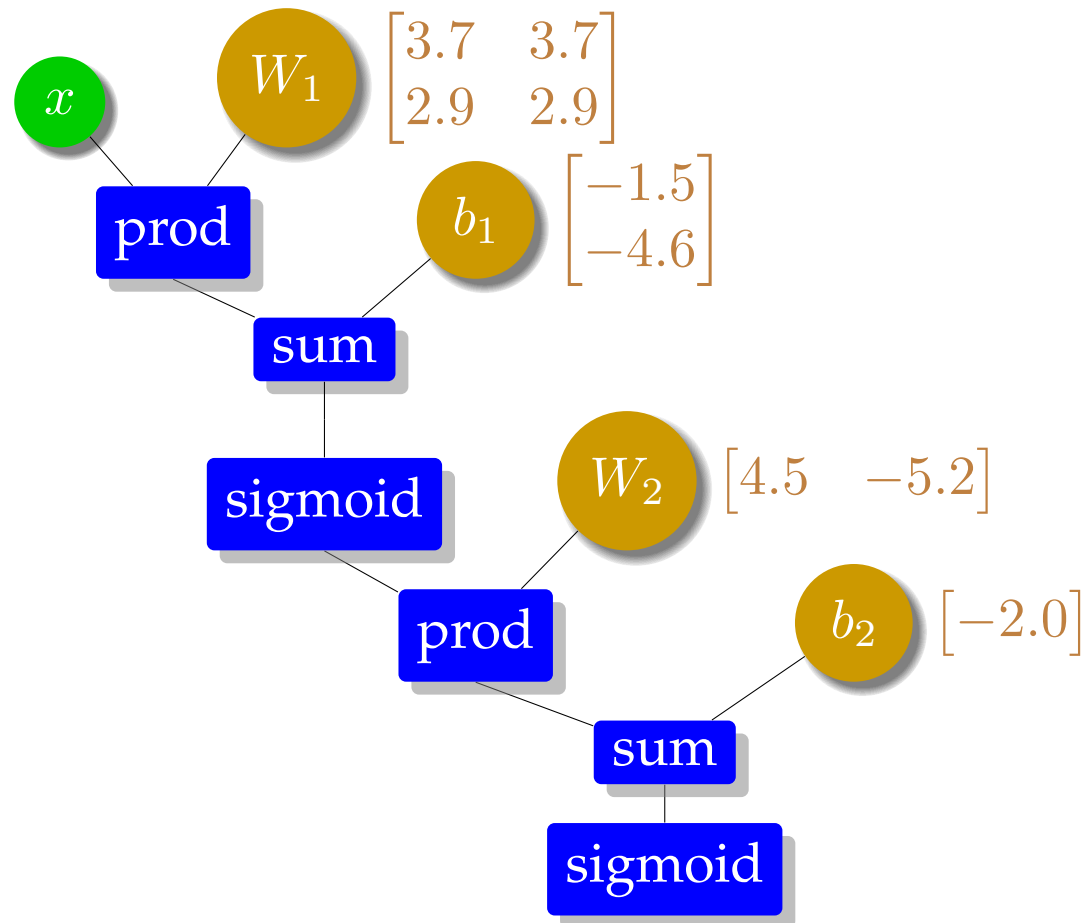 x
W₁
3.7 3.7
2.9 2.9
prod
b₁
−1.5
−4.6
sum
sigmoid
W₂
4.5 −5.2
prod
b₂
−2.0
sum
sigmoid